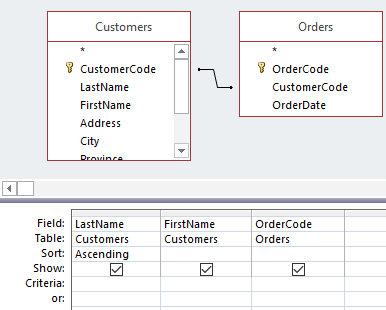 Customers
*
CustomerCode
LastName
FirstName
Address
City
Province
Orders
*
OrderCode
CustomerCode
OrderDate
Field: LastName FirstName OrderCode
Table: Customers Customers Orders
Sort: Ascending
Show:
Criteria:
or: